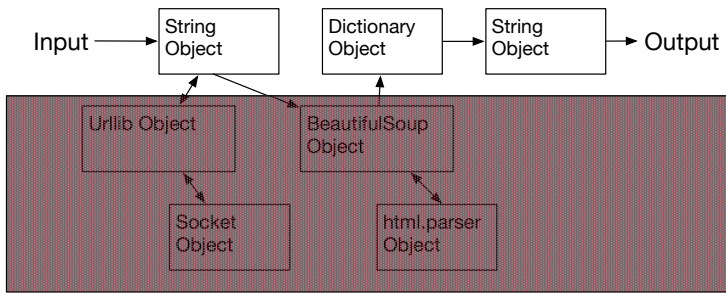 Input
String
Object
Dictionary
Object
String
Object
Output
Urllib Object
BeautifulSoup
Object
Socket
Object
html.parser
Object